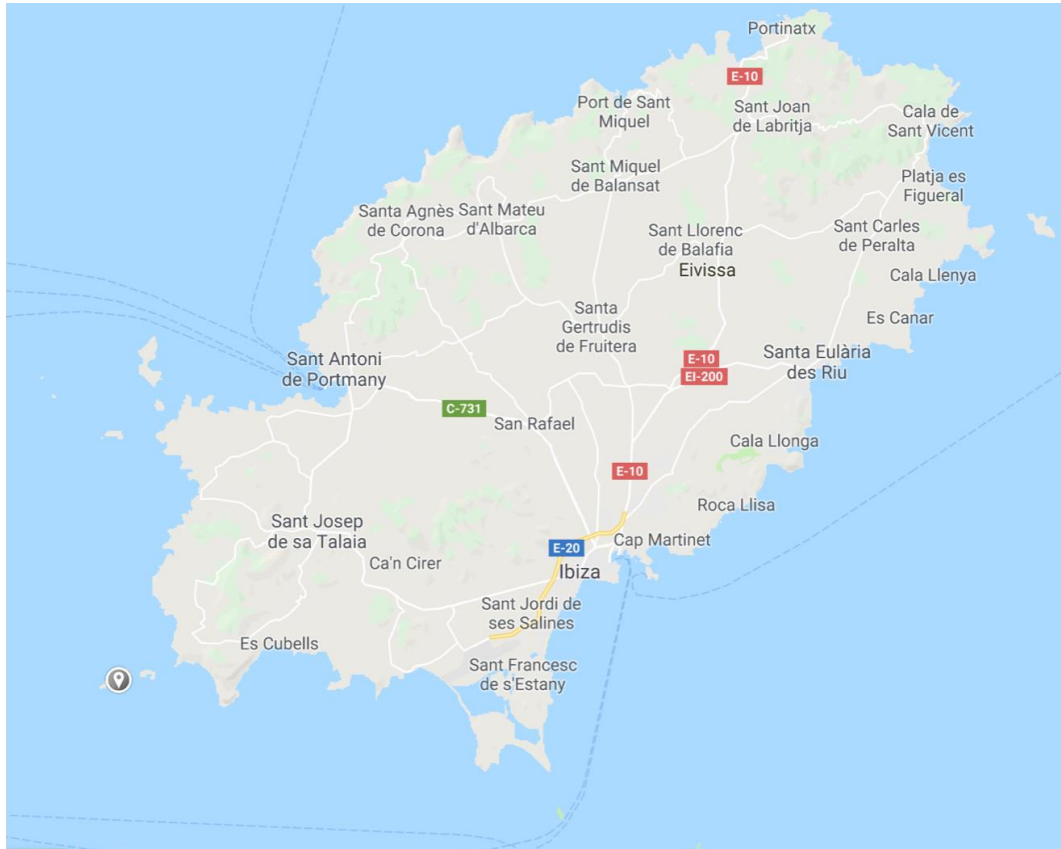 Portinatx
E-10
Port de Sant
Miquel
Sant Joan
de Labritja
Cala de
Sant Vicent
Sant Miquel
de Balansat
Platja es
Figueral
Santa Agnès
de Corona
Sant Mateu
d'Albarca
Sant Llorenc
de Balafia
Eivissa
Sant Carles
de Peralta
Cala Llenya
Santa
Gertrudis
de Fruitera
Es Canar
Sant Antoni
de Portmany
E-10
EI-200
Santa Eulària
des Riu
C-731
San Rafael
Cala Llonga
E-10
Roca Llisa
Sant Josep
de sa Talaia
Cap Martinet
E-20
Ca'n Cirer
Ibiza
Sant Jordi de
ses Salines
Es Cubells
Sant Francesc
de s'Estany